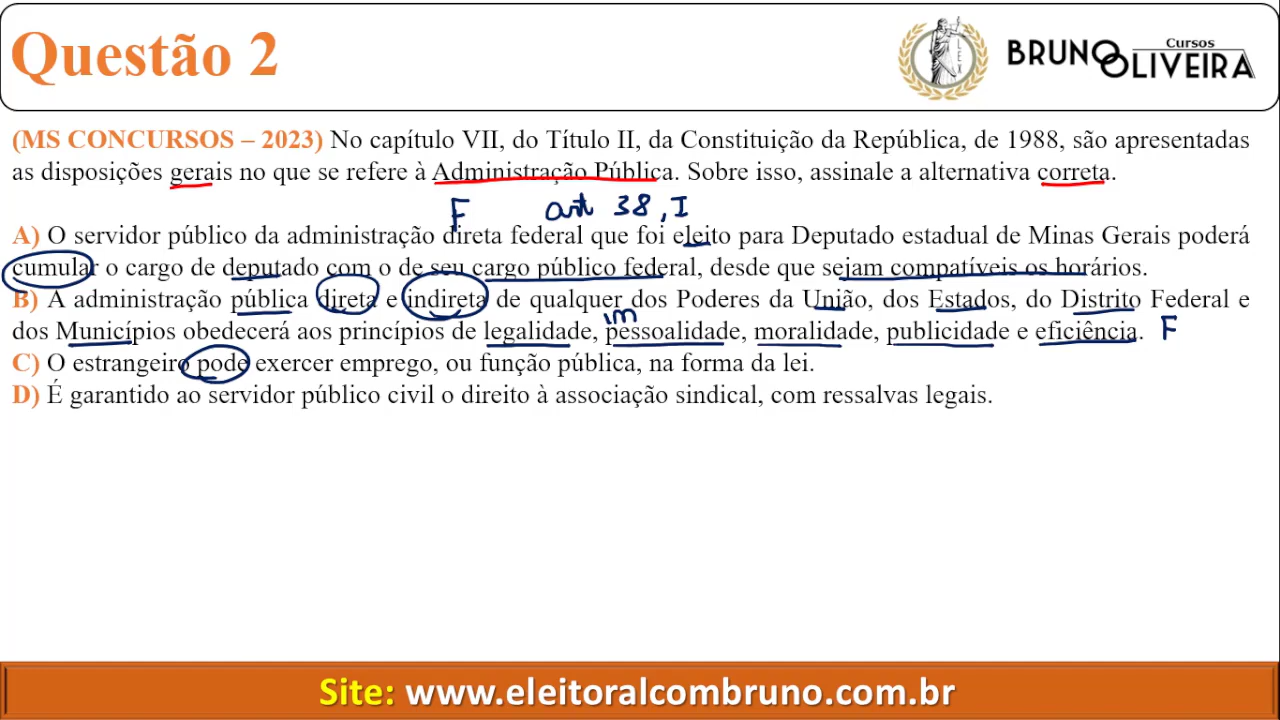 Questão 2
LEX
Cursos
BRUNO OLIVEIRA
(MS CONCURSOS – 2023) No capítulo VII, do Título II, da Constituição da República, de 1988, são apresentadas
as disposições gerais no que se refere à Administração Pública. Sobre isso, assinale a alternativa correta.
F art 38, I
A) O servidor público da administração direta federal que foi eleito para Deputado estadual de Minas Gerais poderá
cumular o cargo de deputado com o de seu cargo público federal, desde que sejam compatíveis os horários.
B) A administração pública direta e indireta de qualquer dos Poderes da União, dos Estados, do Distrito Federal e
im
dos Municípios obedecerá aos princípios de legalidade, pessoalidade, moralidade, publicidade e eficiência. F
C) O estrangeiro pode exercer emprego, ou função pública, na forma da lei.
D) É garantido ao servidor público civil o direito à associação sindical, com ressalvas legais.
Site: www.eleitoralcombruno.com.br